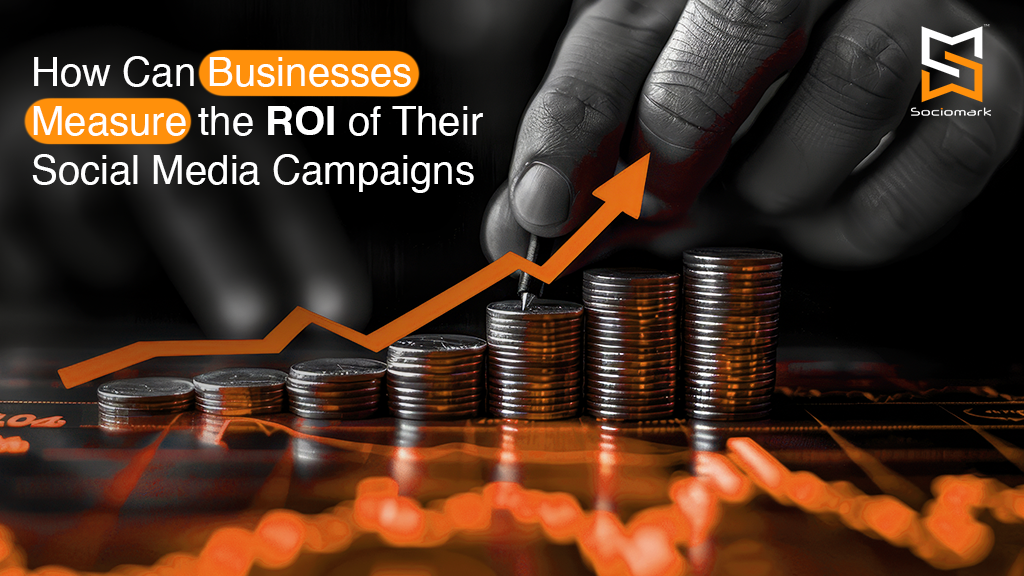 How Can Businesses
Measure the ROI of Their
Social Media Campaigns
Sociomark